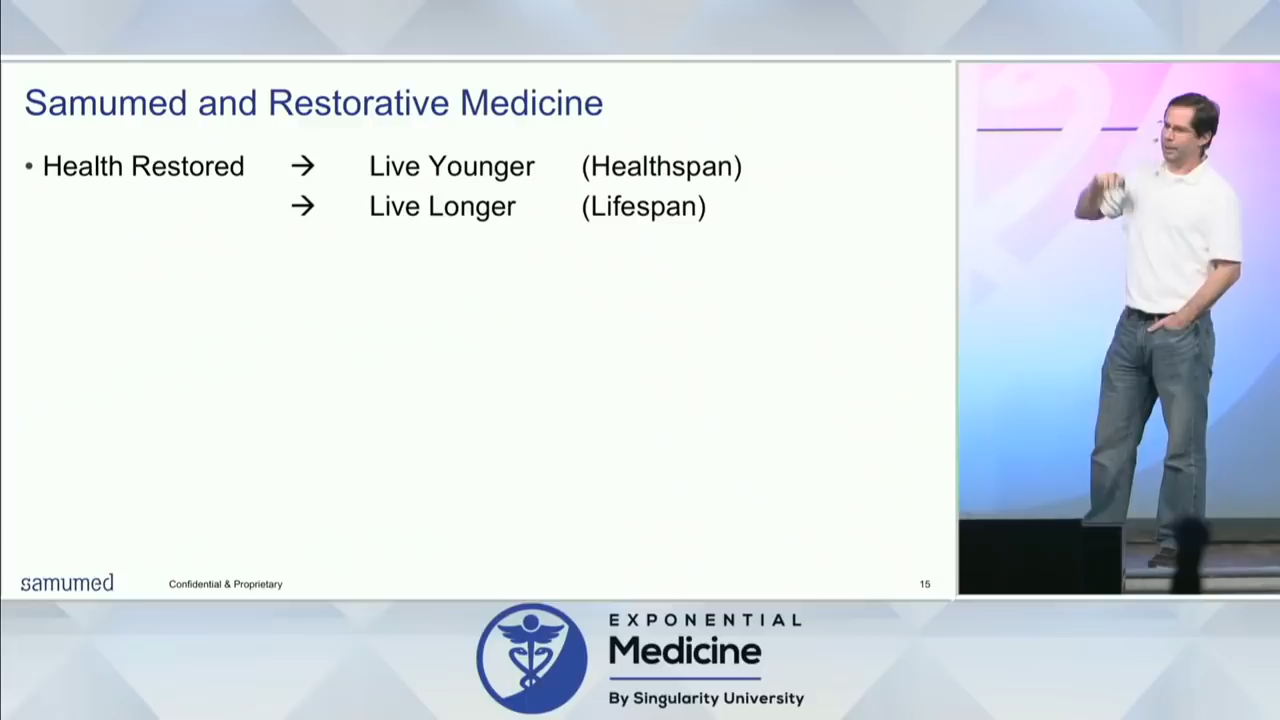 Samumed and Restorative Medicine
• Health Restored → Live Younger (Healthspan)
→ Live Longer (Lifespan)
samumed Confidential & Proprietary 15
EXPONENTIAL
Medicine
By Singularity University